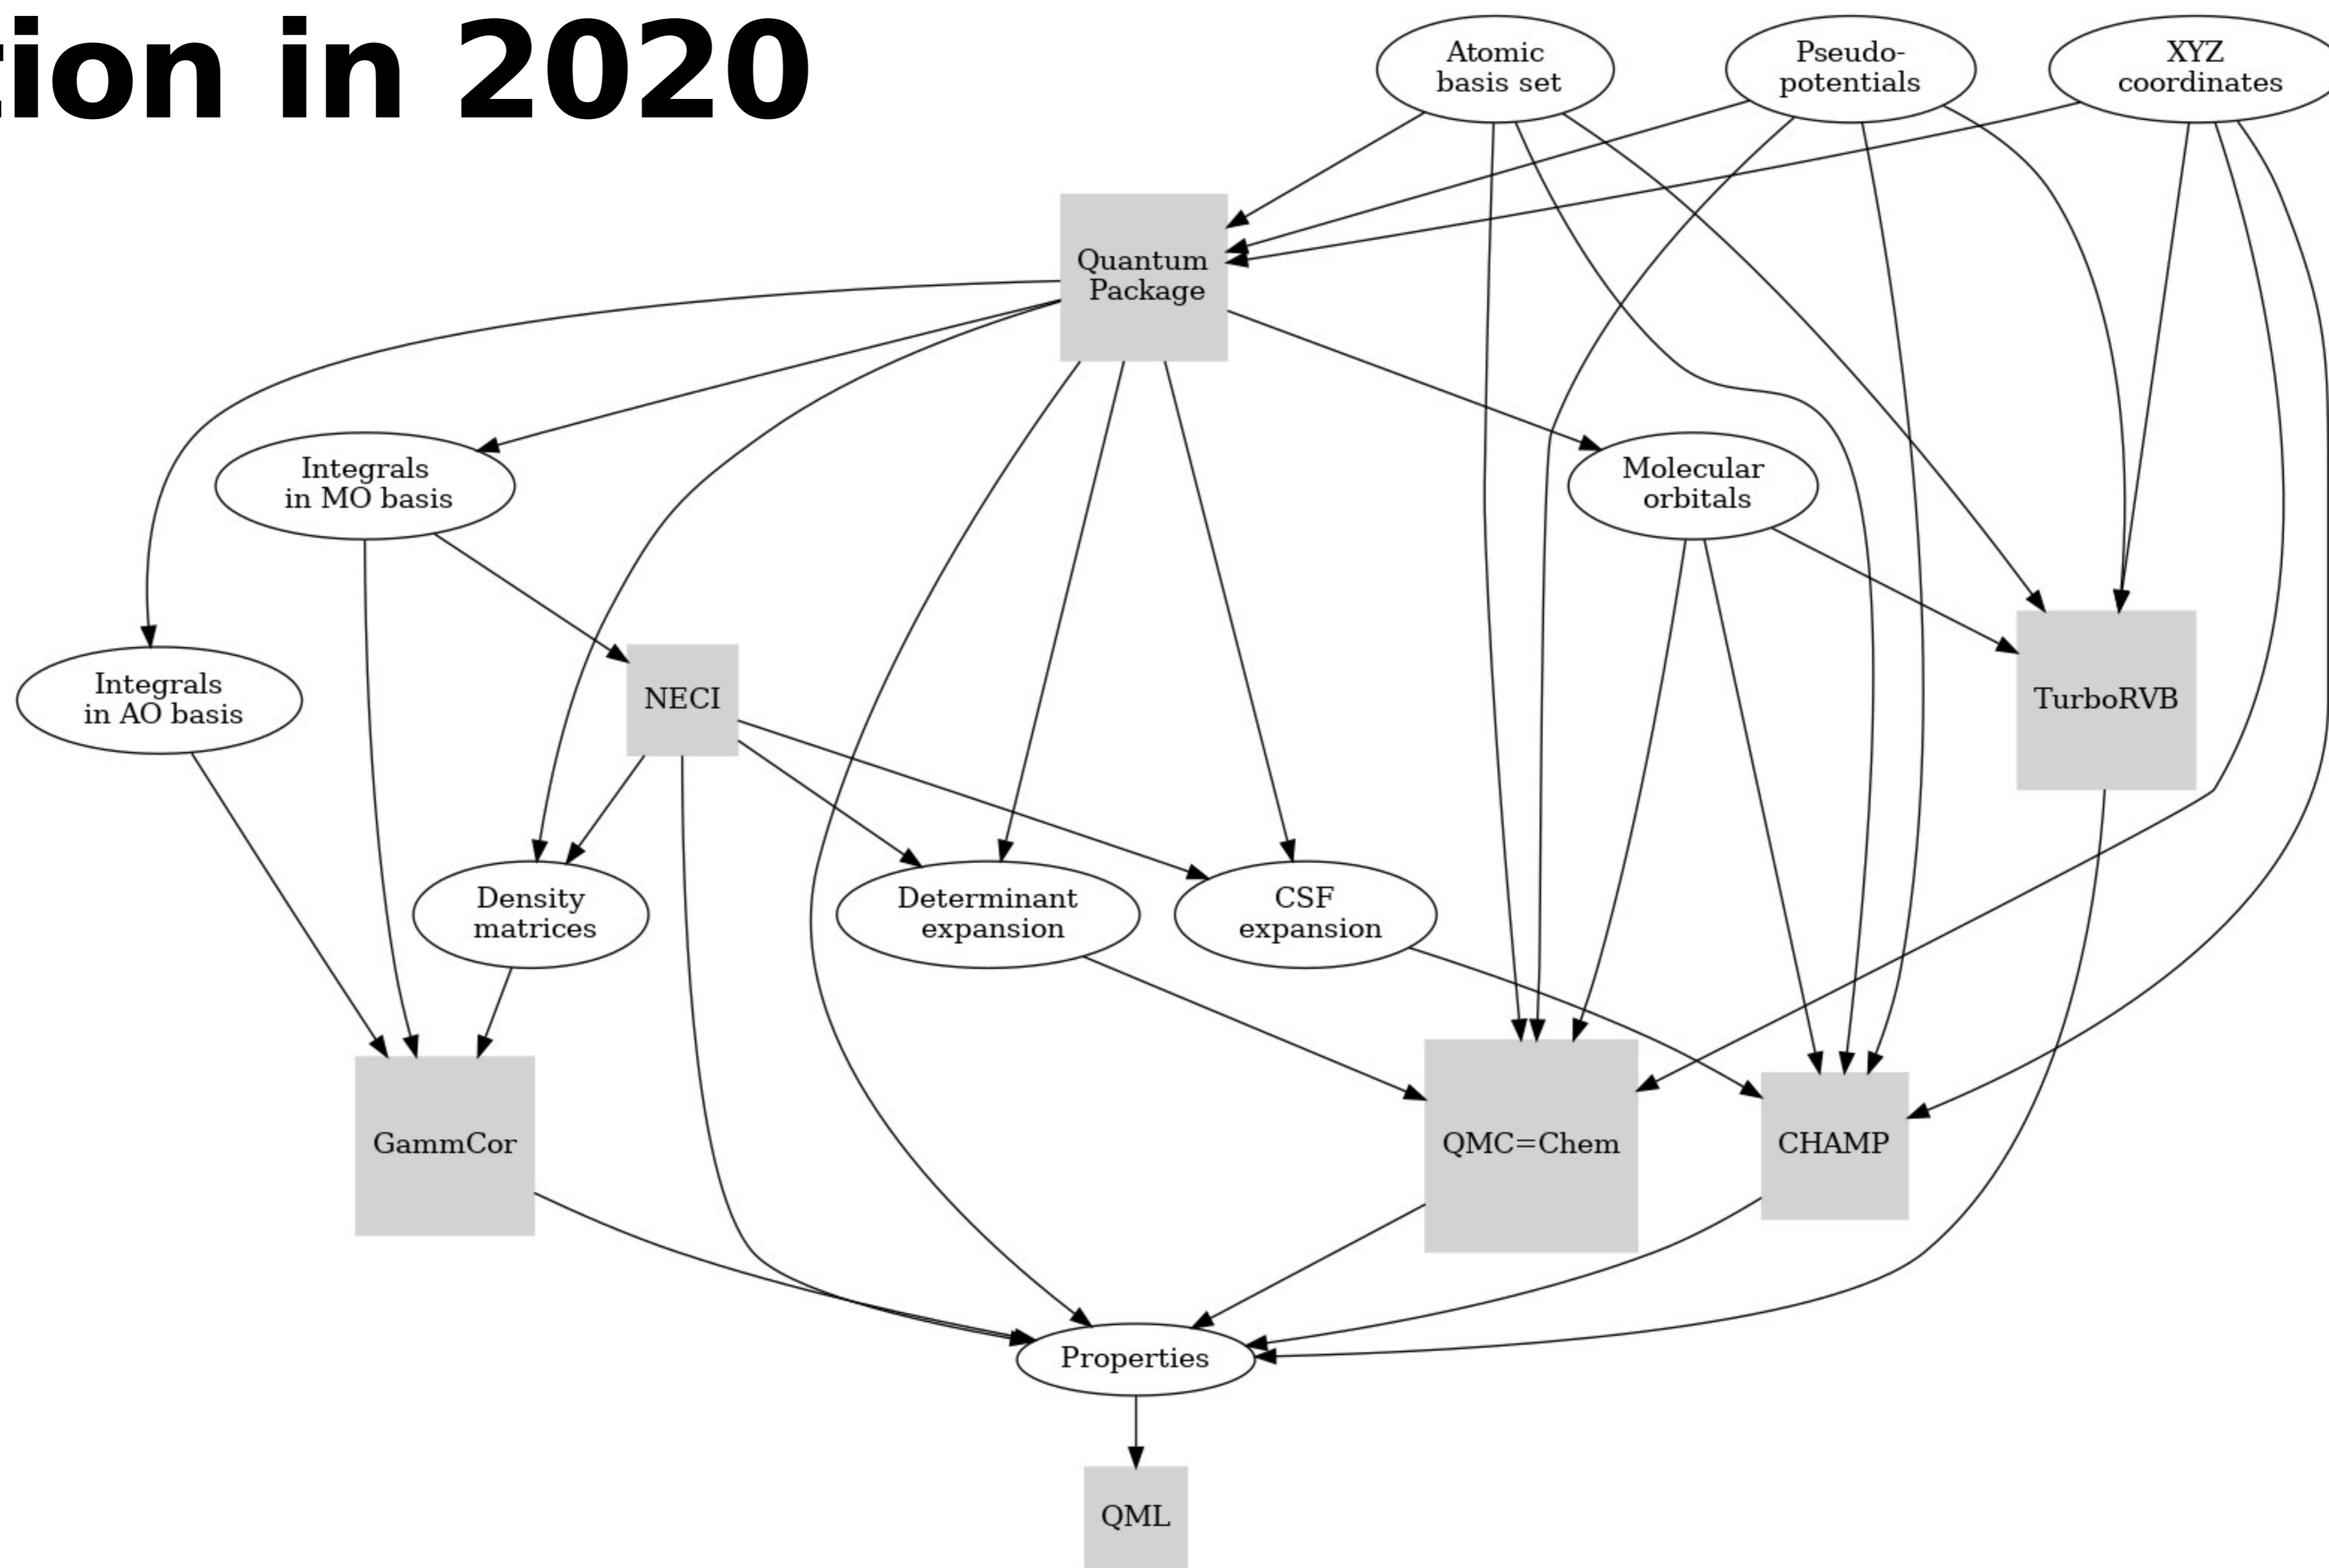 tion in 2020
Atomic
basis set
Pseudo-
potentials
XYZ
coordinates
Quantum
Package
Integrals
in MO basis
Molecular
orbitals
Integrals
in AO basis
NECI
TurboRVB
Density
matrices
Determinant
expansion
CSF
expansion
GammCor
QMC=Chem
CHAMP
Properties
QML